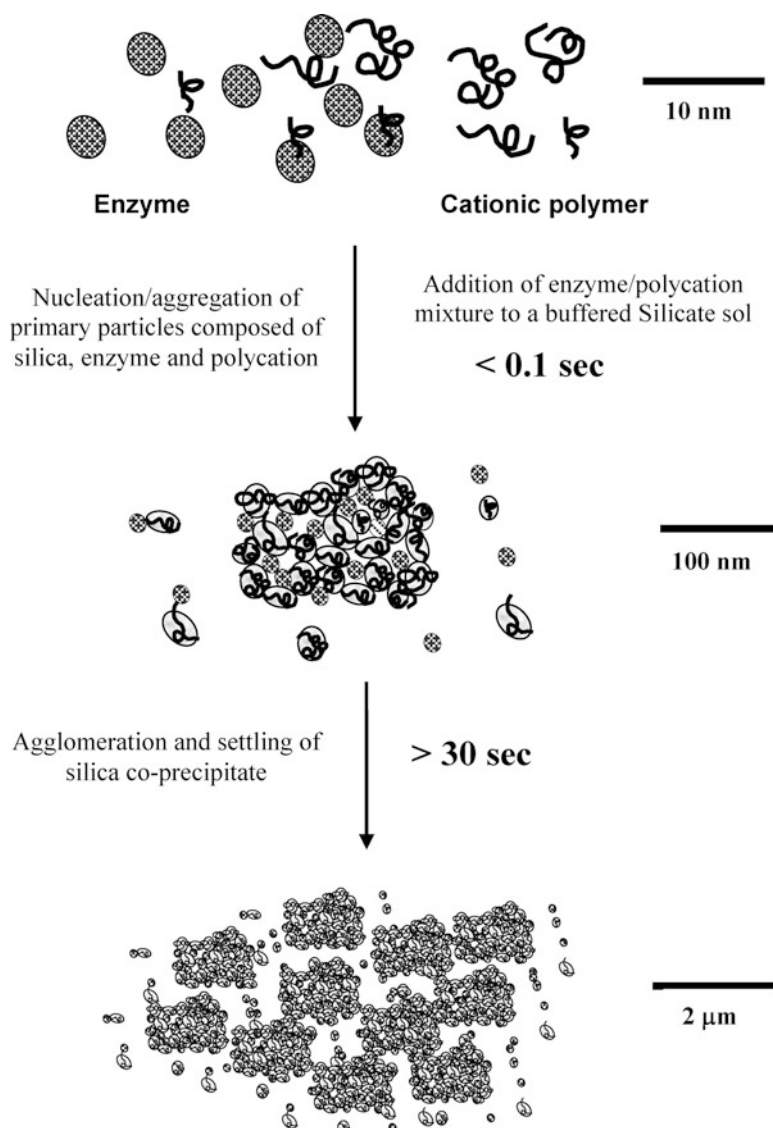 10 nm
Enzyme
Cationic polymer
Nucleation/aggregation of
primary particles composed of
silica, enzyme and polycation
Addition of enzyme/polycation
mixture to a buffered Silicate sol
< 0.1 sec
100 nm
Agglomeration and settling of
silica co-precipitate
> 30 sec
2 μm